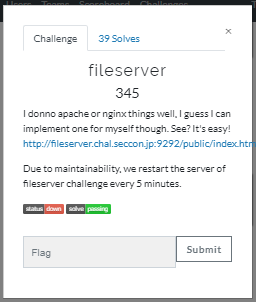 Users Teams Scoreboard Challenges
×
Challenge 39 Solves
fileserver
345
I donno apache or nginx things well, I guess I can
implement one for myself though. See? It's easy!
http://fileserver.chal.seccon.jp:9292/public/index.htm
Due to maintainability, we restart the server of
fileserver challenge every 5 minutes.
status down solve passing
Flag Submit